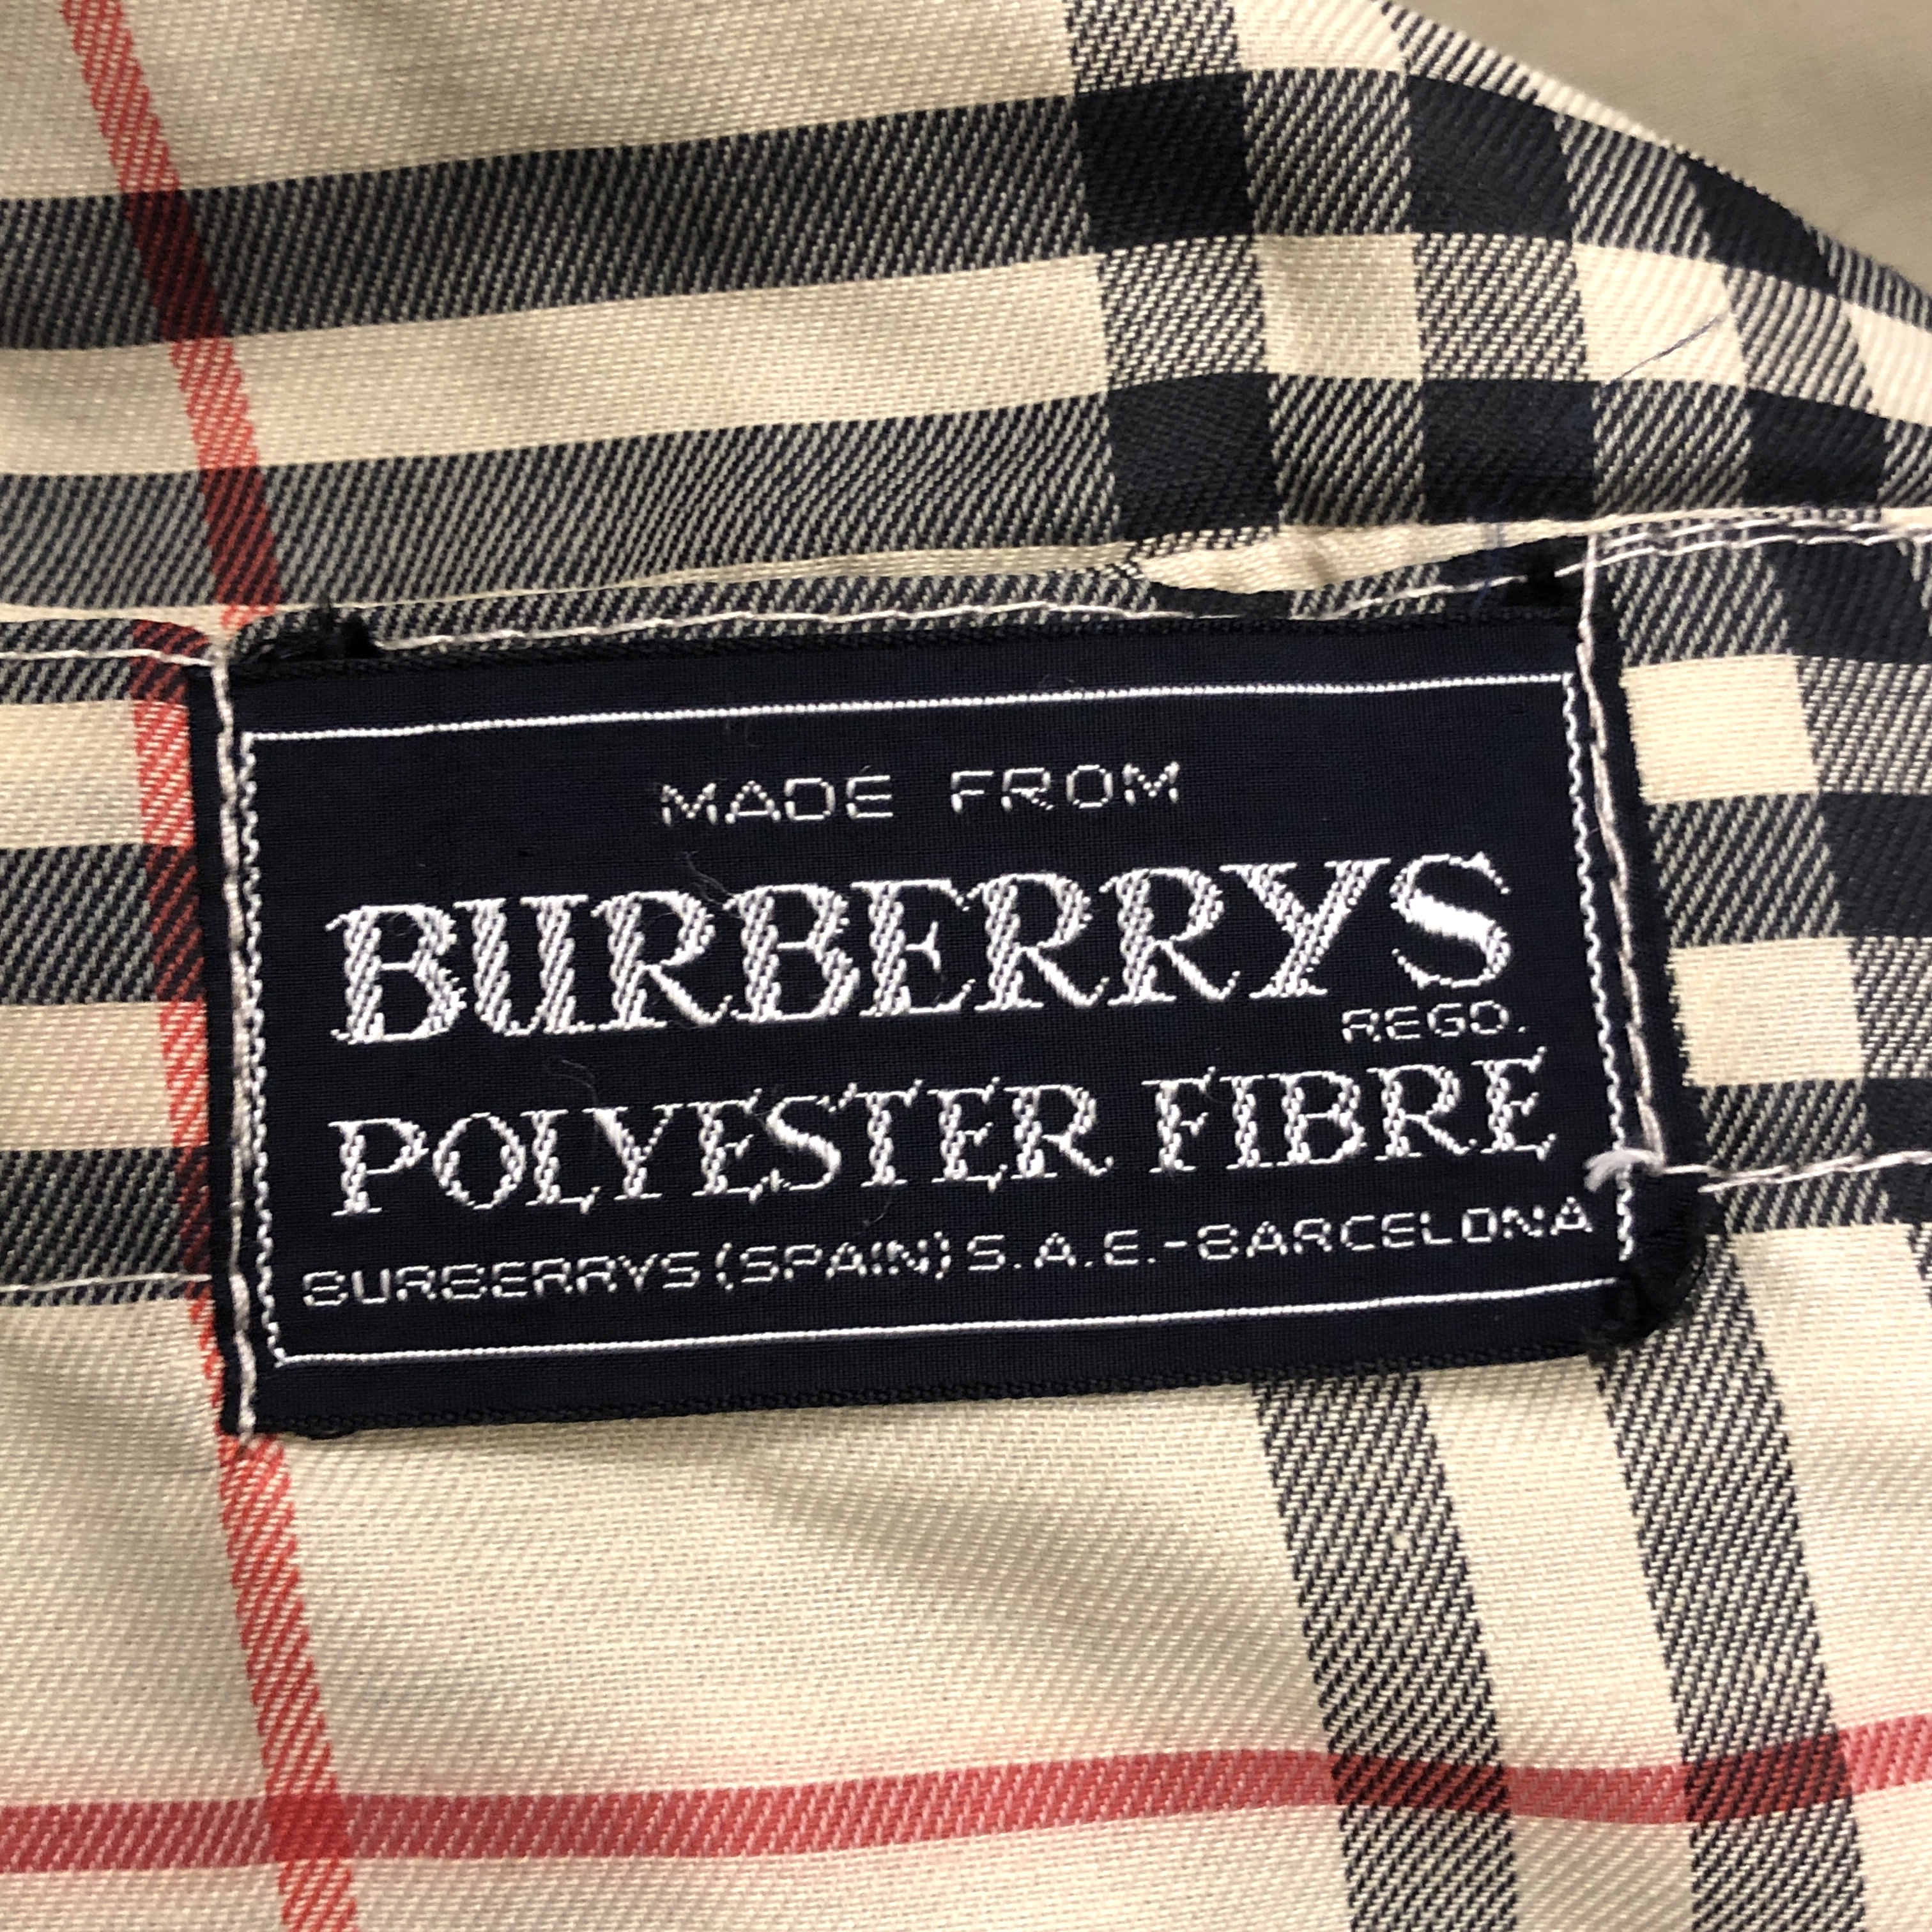 MADE FROM
BURBERRYS
REGD.
POLYESTER FIBRE
BURBERRYS (SPAIN) S.A.E.-BARCELONA